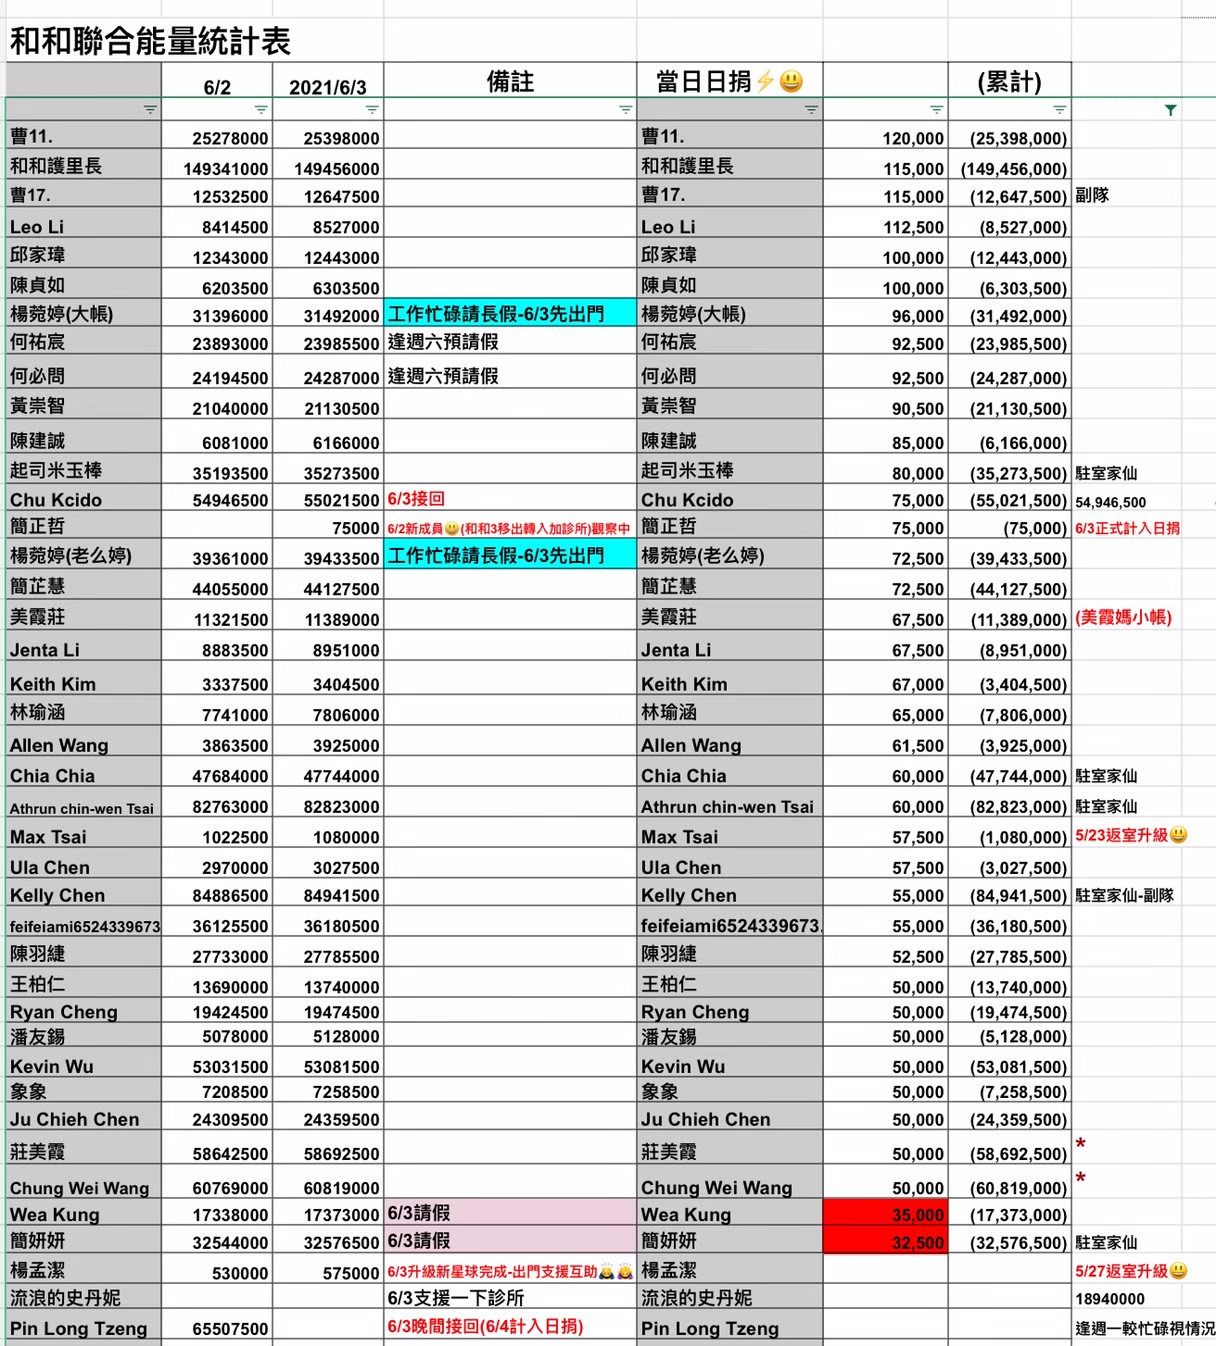 和和聯合能量統計表
6/2 2021/6/3 備註 當日日捐⚡😃 (累計)
曹11. 25278000 25398000 曹11. 120,000 (25,398,000)
和和護里長 149341000 149456000 和和護里長 115,000 (149,456,000)
曹17. 12532500 12647500 曹17. 115,000 (12,647,500) 副隊
Leo Li 8414500 8527000 Leo Li 112,500 (8,527,000)
邱家瑋 12343000 12443000 邱家瑋 100,000 (12,443,000)
陳貞如 6203500 6303500 陳貞如 100,000 (6,303,500)
楊菀婷(大帳) 31396000 31492000 工作忙碌請長假-6/3先出門 楊菀婷(大帳) 96,000 (31,492,000)
何祐宸 23893000 23985500 逢週六預請假 何祐宸 92,500 (23,985,500)
何必問 24194500 24287000 逢週六預請假 何必問 92,500 (24,287,000)
黃崇智 21040000 21130500 黃崇智 90,500 (21,130,500)
陳建誠 6081000 6166000 陳建誠 85,000 (6,166,000)
起司米玉棒 35193500 35273500 起司米玉棒 80,000 (35,273,500) 駐室家仙
Chu Kcido 54946500 55021500 6/3接回 Chu Kcido 75,000 (55,021,500) 54,946,500
簡正哲 75000 6/2新成員😃(和和3移出轉入加診所)觀察中 簡正哲 75,000 (75,000) 6/3正式計入日捐
楊菀婷(老么婷) 39361000 39433500 工作忙碌請長假-6/3先出門 楊菀婷(老么婷) 72,500 (39,433,500)
簡芷慧 44055000 44127500 簡芷慧 72,500 (44,127,500)
美霞莊 11321500 11389000 美霞莊 67,500 (11,389,000) (美霞媽小帳)
Jenta Li 8883500 8951000 Jenta Li 67,500 (8,951,000)
Keith Kim 3337500 3404500 Keith Kim 67,000 (3,404,500)
林瑜涵 7741000 7806000 林瑜涵 65,000 (7,806,000)
Allen Wang 3863500 3925000 Allen Wang 61,500 (3,925,000)
Chia Chia 47684000 47744000 Chia Chia 60,000 (47,744,000) 駐室家仙
Athrun chin-wen Tsai 82763000 82823000 Athrun chin-wen Tsai 60,000 (82,823,000) 駐室家仙
Max Tsai 1022500 1080000 Max Tsai 57,500 (1,080,000) 5/23返室升級😃
Ula Chen 2970000 3027500 Ula Chen 57,500 (3,027,500)
Kelly Chen 84886500 84941500 Kelly Chen 55,000 (84,941,500) 駐室家仙-副隊
feifeiami6524339673 36125500 36180500 feifeiami6524339673. 55,000 (36,180,500)
陳羽緁 27733000 27785500 陳羽緁 52,500 (27,785,500)
王柏仁 13690000 13740000 王柏仁 50,000 (13,740,000)
Ryan Cheng 19424500 19474500 Ryan Cheng 50,000 (19,474,500)
潘友錫 5078000 5128000 潘友錫 50,000 (5,128,000)
Kevin Wu 53031500 53081500 Kevin Wu 50,000 (53,081,500)
象象 7208500 7258500 象象 50,000 (7,258,500)
Ju Chieh Chen 24309500 24359500 Ju Chieh Chen 50,000 (24,359,500)
莊美霞 58642500 58692500 莊美霞 50,000 (58,692,500) *
Chung Wei Wang 60769000 60819000 Chung Wei Wang 50,000 (60,819,000) *
Wea Kung 17338000 17373000 6/3請假 Wea Kung 35,000 (17,373,000)
簡妍妍 32544000 32576500 6/3請假 簡妍妍 32,500 (32,576,500) 駐室家仙
楊孟潔 530000 575000 6/3升級新星球完成-出門支援互助🙇🙇‍♀️ 楊孟潔 5/27返室升級😃
流浪的史丹妮 6/3支援一下診所 流浪的史丹妮 18940000
Pin Long Tzeng 65507500 6/3晚間接回(6/4計入日捐) Pin Long Tzeng 逢週一較忙碌視情況